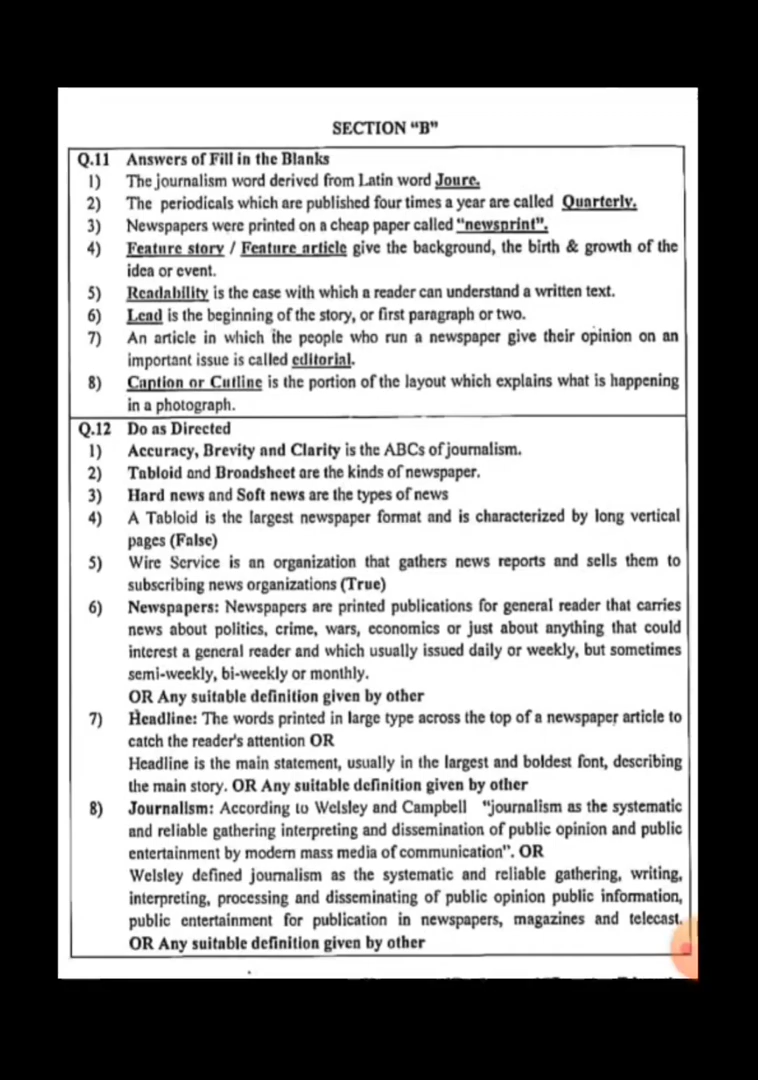 SECTION "B"
Q.11 Answers of Fill in the Blanks
1) The journalism word derived from Latin word Joure.
2) The periodicals which are published four times a year are called Quarterly.
3) Newspapers were printed on a cheap paper called "newsprint".
4) Feature story / Feature article give the background, the birth & growth of the
idea or event.
5) Readability is the ease with which a reader can understand a written text.
6) Lead is the beginning of the story, or first paragraph or two.
7) An article in which the people who run a newspaper give their opinion on an
important issue is called editorial.
8) Caption or Cutline is the portion of the layout which explains what is happening
in a photograph.
Q.12 Do as Directed
1) Accuracy, Brevity and Clarity is the ABCs of journalism.
2) Tabloid and Broadsheet are the kinds of newspaper.
3) Hard news and Soft news are the types of news
4) A Tabloid is the largest newspaper format and is characterized by long vertical
pages (False)
5) Wire Service is an organization that gathers news reports and sells them to
subscribing news organizations (True)
6) Newspapers: Newspapers are printed publications for general reader that carries
news about politics, crime, wars, economics or just about anything that could
interest a general reader and which usually issued daily or weekly, but sometimes
semi-weekly, bi-weekly or monthly.
OR Any suitable definition given by other
7) Headline: The words printed in large type across the top of a newspaper article to
catch the reader's attention OR
Headline is the main statement, usually in the largest and boldest font, describing
the main story. OR Any suitable definition given by other
8) Journalism: According to Welsley and Campbell "journalism as the systematic
and reliable gathering interpreting and dissemination of public opinion and public
entertainment by modern mass media of communication". OR
Welsley defined journalism as the systematic and reliable gathering, writing,
interpreting, processing and disseminating of public opinion public information,
public entertainment for publication in newspapers, magazines and telecast.
OR Any suitable definition given by other